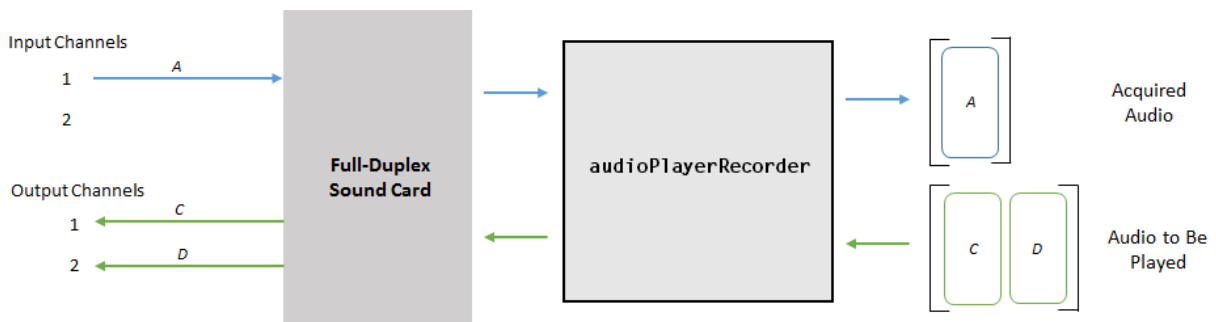 Input Channels
1
A
2
Full-Duplex
Sound Card
audioPlayerRecorder
A
Acquired
Audio
Output Channels
C
1
D
2
C
D
Audio to Be
Played